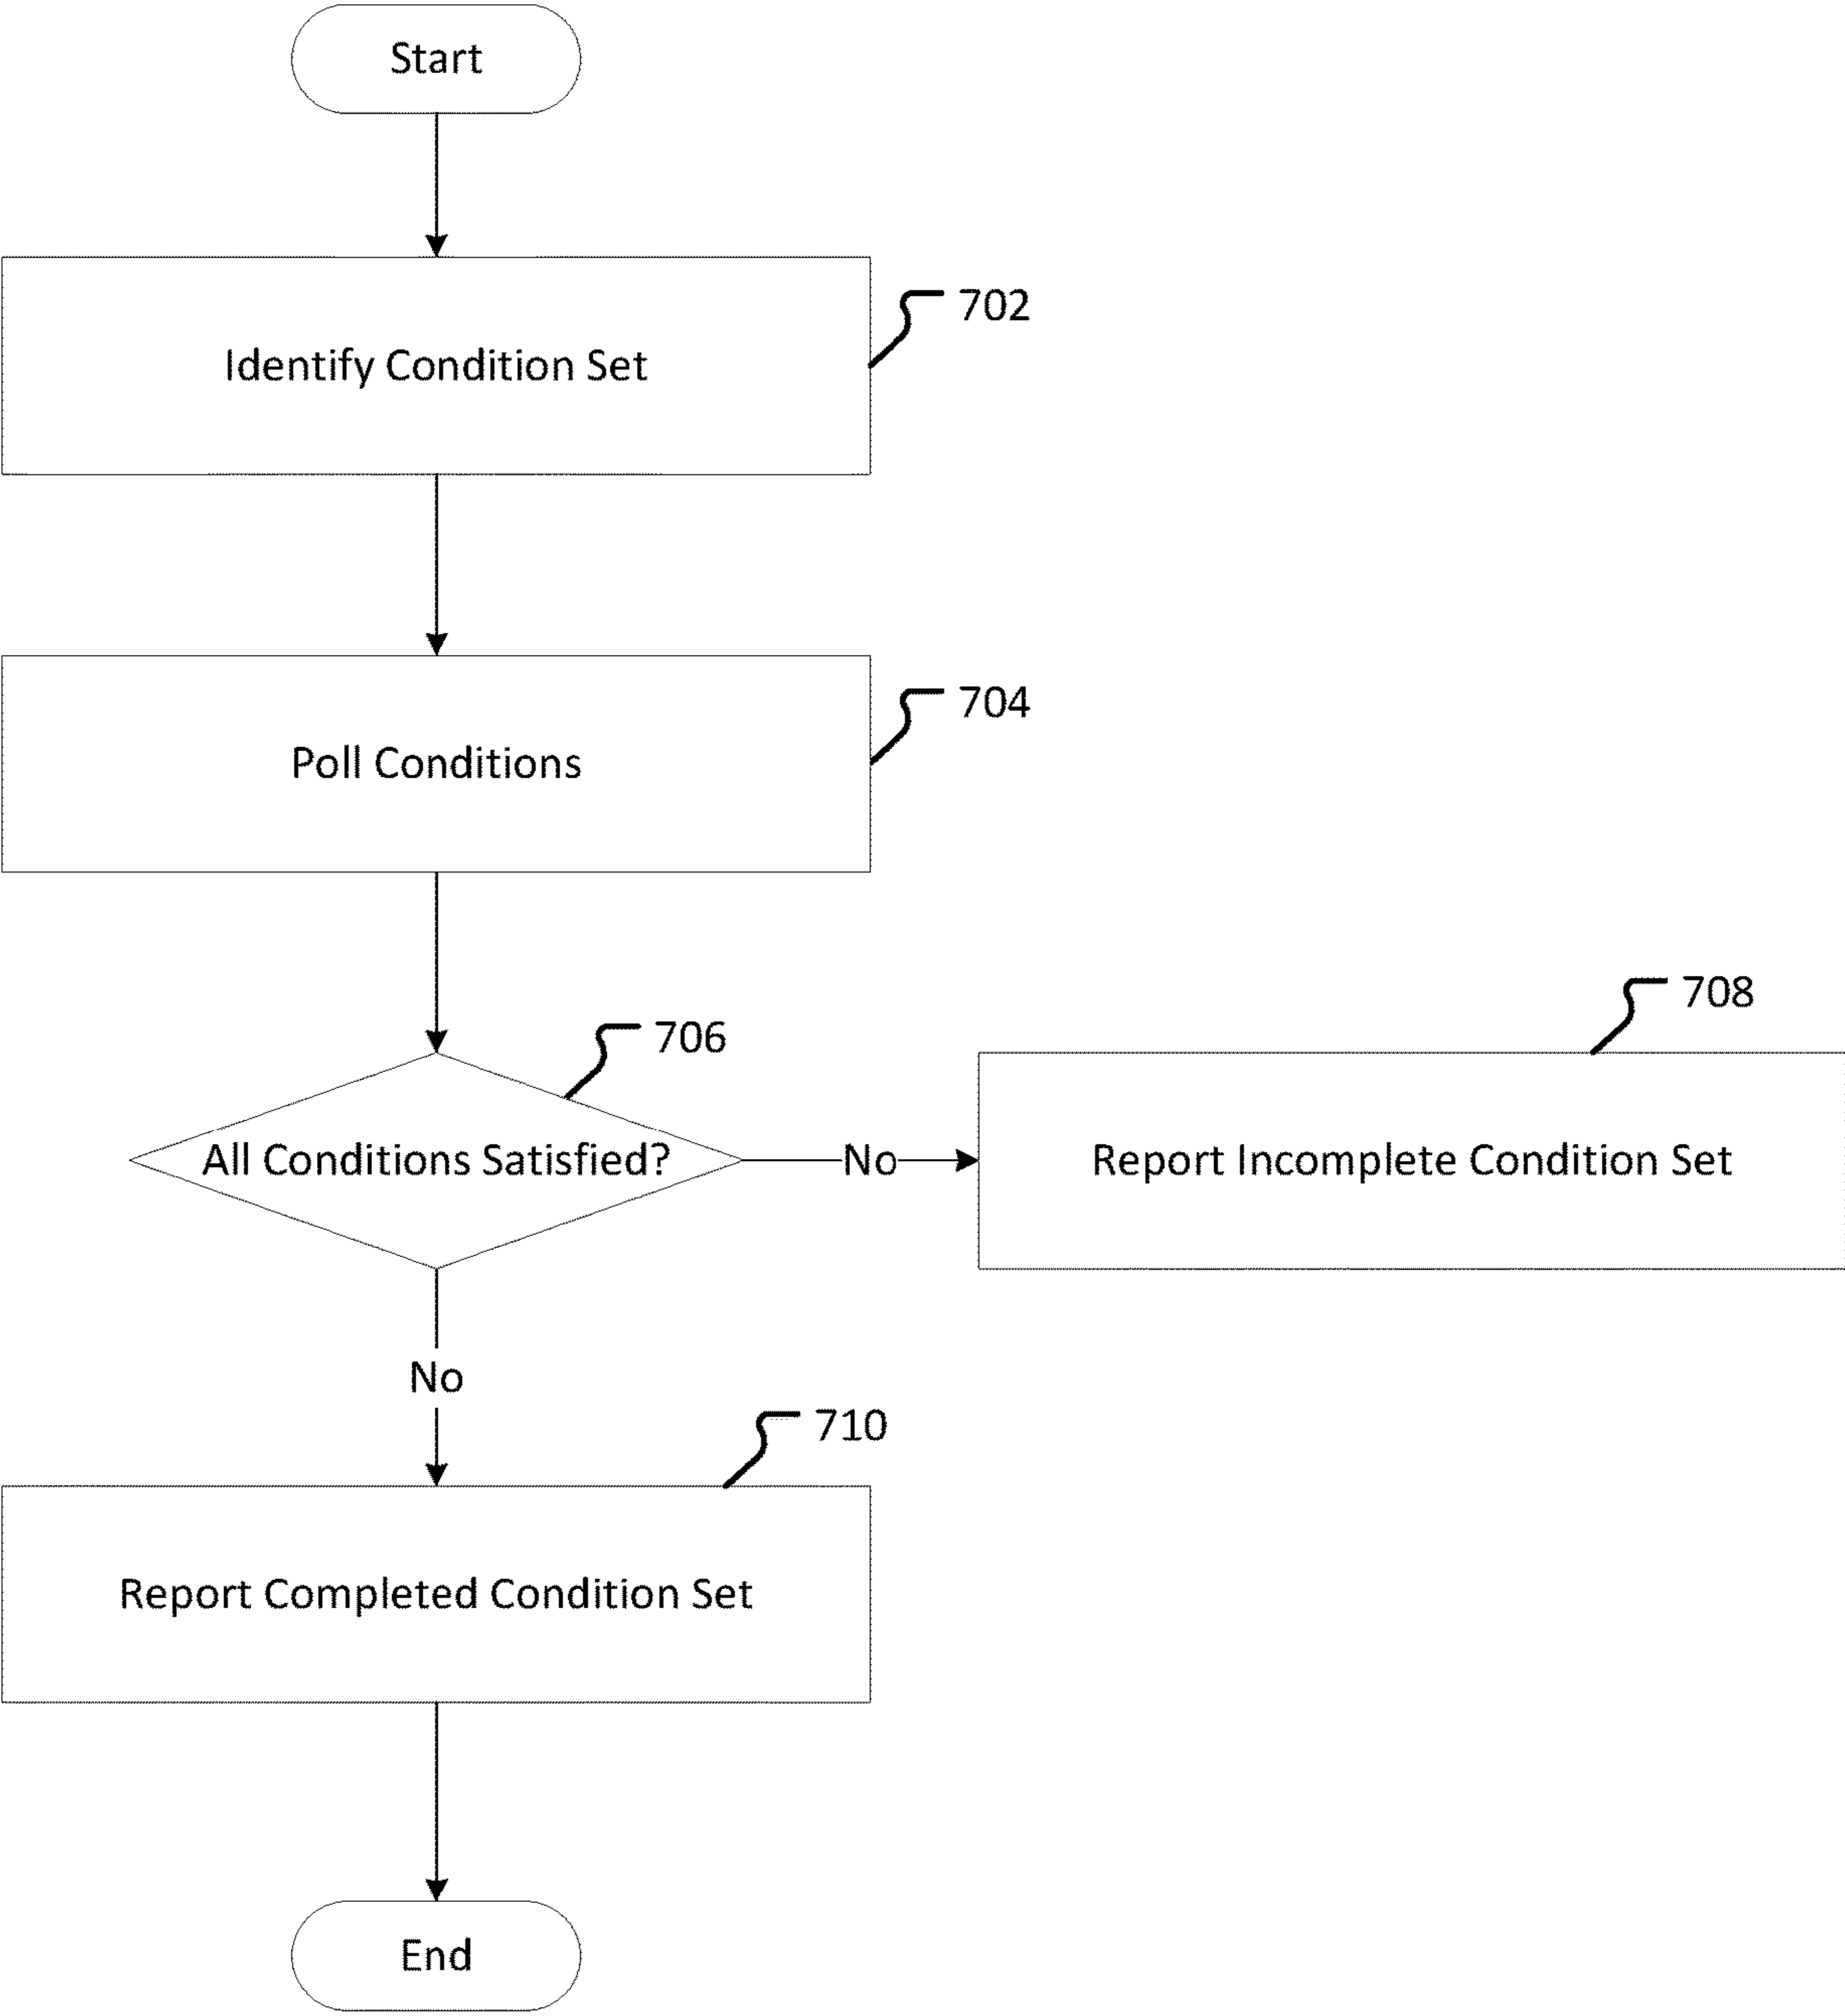 Start
702
Identify Condition Set
704
Poll Conditions
706
708
All Conditions Satisfied?
No
Report Incomplete Condition Set
No
710
Report Completed Condition Set
End